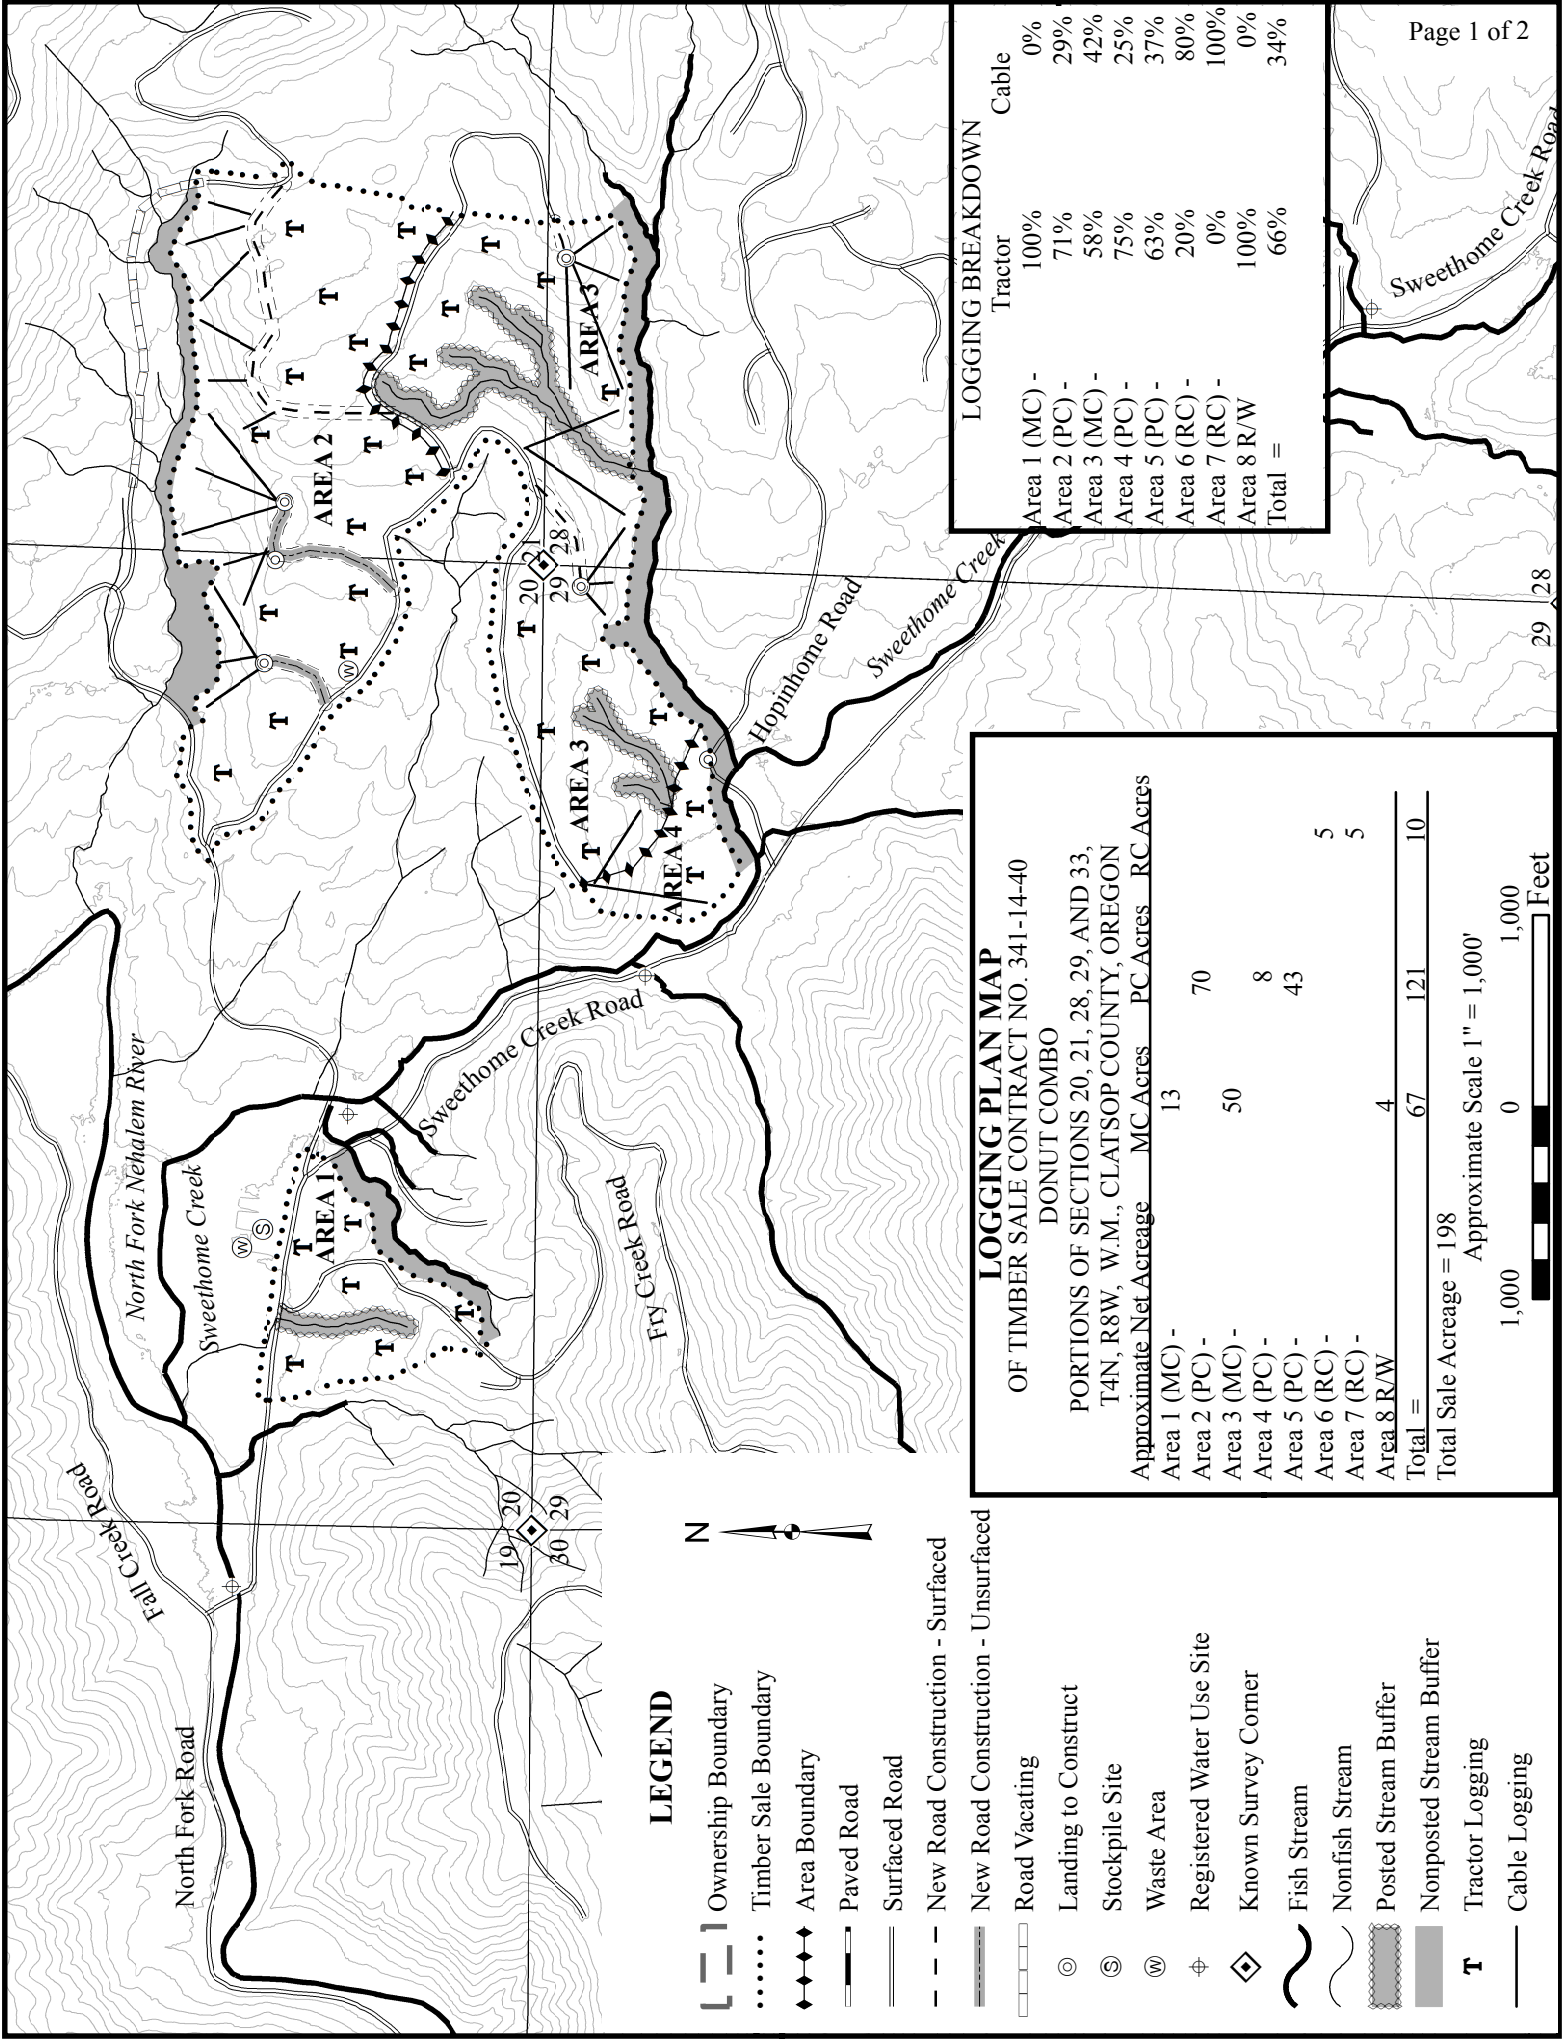 Page 1 of 2
LOGGING PLAN MAP
OF TIMBER SALE CONTRACT NO. 341-14-40
DONUT COMBO
PORTIONS OF SECTIONS 20, 21, 28, 29, AND 33,
T4N, R8W, W.M., CLATSOP COUNTY, OREGON
Approximate Net Acreage MC Acres PC Acres RC Acres
Area 1 (MC) - 13
Area 2 (PC) - 70
Area 3 (MC) - 50
Area 4 (PC) - 8
Area 5 (PC) - 43
Area 6 (RC) - 5
Area 7 (RC) - 5
Area 8 R/W 4
Total = 67 121 10
Total Sale Acreage = 198
Approximate Scale 1" = 1,000'
1,000 0 1,000
Feet
LOGGING BREAKDOWN
Tractor Cable
Area 1 (MC) - 100% 0%
Area 2 (PC) - 71% 29%
Area 3 (MC) - 58% 42%
Area 4 (PC) - 75% 25%
Area 5 (PC) - 63% 37%
Area 6 (RC) - 20% 80%
Area 7 (RC) - 0% 100%
Area 8 R/W 100% 0%
Total = 66% 34%
LEGEND
Ownership Boundary
Timber Sale Boundary
Area Boundary
Paved Road
Surfaced Road
New Road Construction - Surfaced
New Road Construction - Unsurfaced
Road Vacating
Landing to Construct
S Stockpile Site
W Waste Area
Registered Water Use Site
Known Survey Corner
Fish Stream
Nonfish Stream
Posted Stream Buffer
Nonposted Stream Buffer
T Tractor Logging
Cable Logging
N
North Fork Road
Fall Creek Road
North Fork Nehalem River
Sweethome Creek
W
S
AREA 1
T
T
T
T
T
T
Sweethome Creek Road
Fry Creek Road
19 20
30 29
AREA 2
T
T
T
W T
T
T
T
T
T
T
T
T
T
T
T
AREA 3
T
T
T
T
T
T
AREA 3
T
T
T
T
T
AREA 4
T
T
20 21
29 28
Hopinhome Road
Sweethome Creek
Sweethome Creek Road
29 28